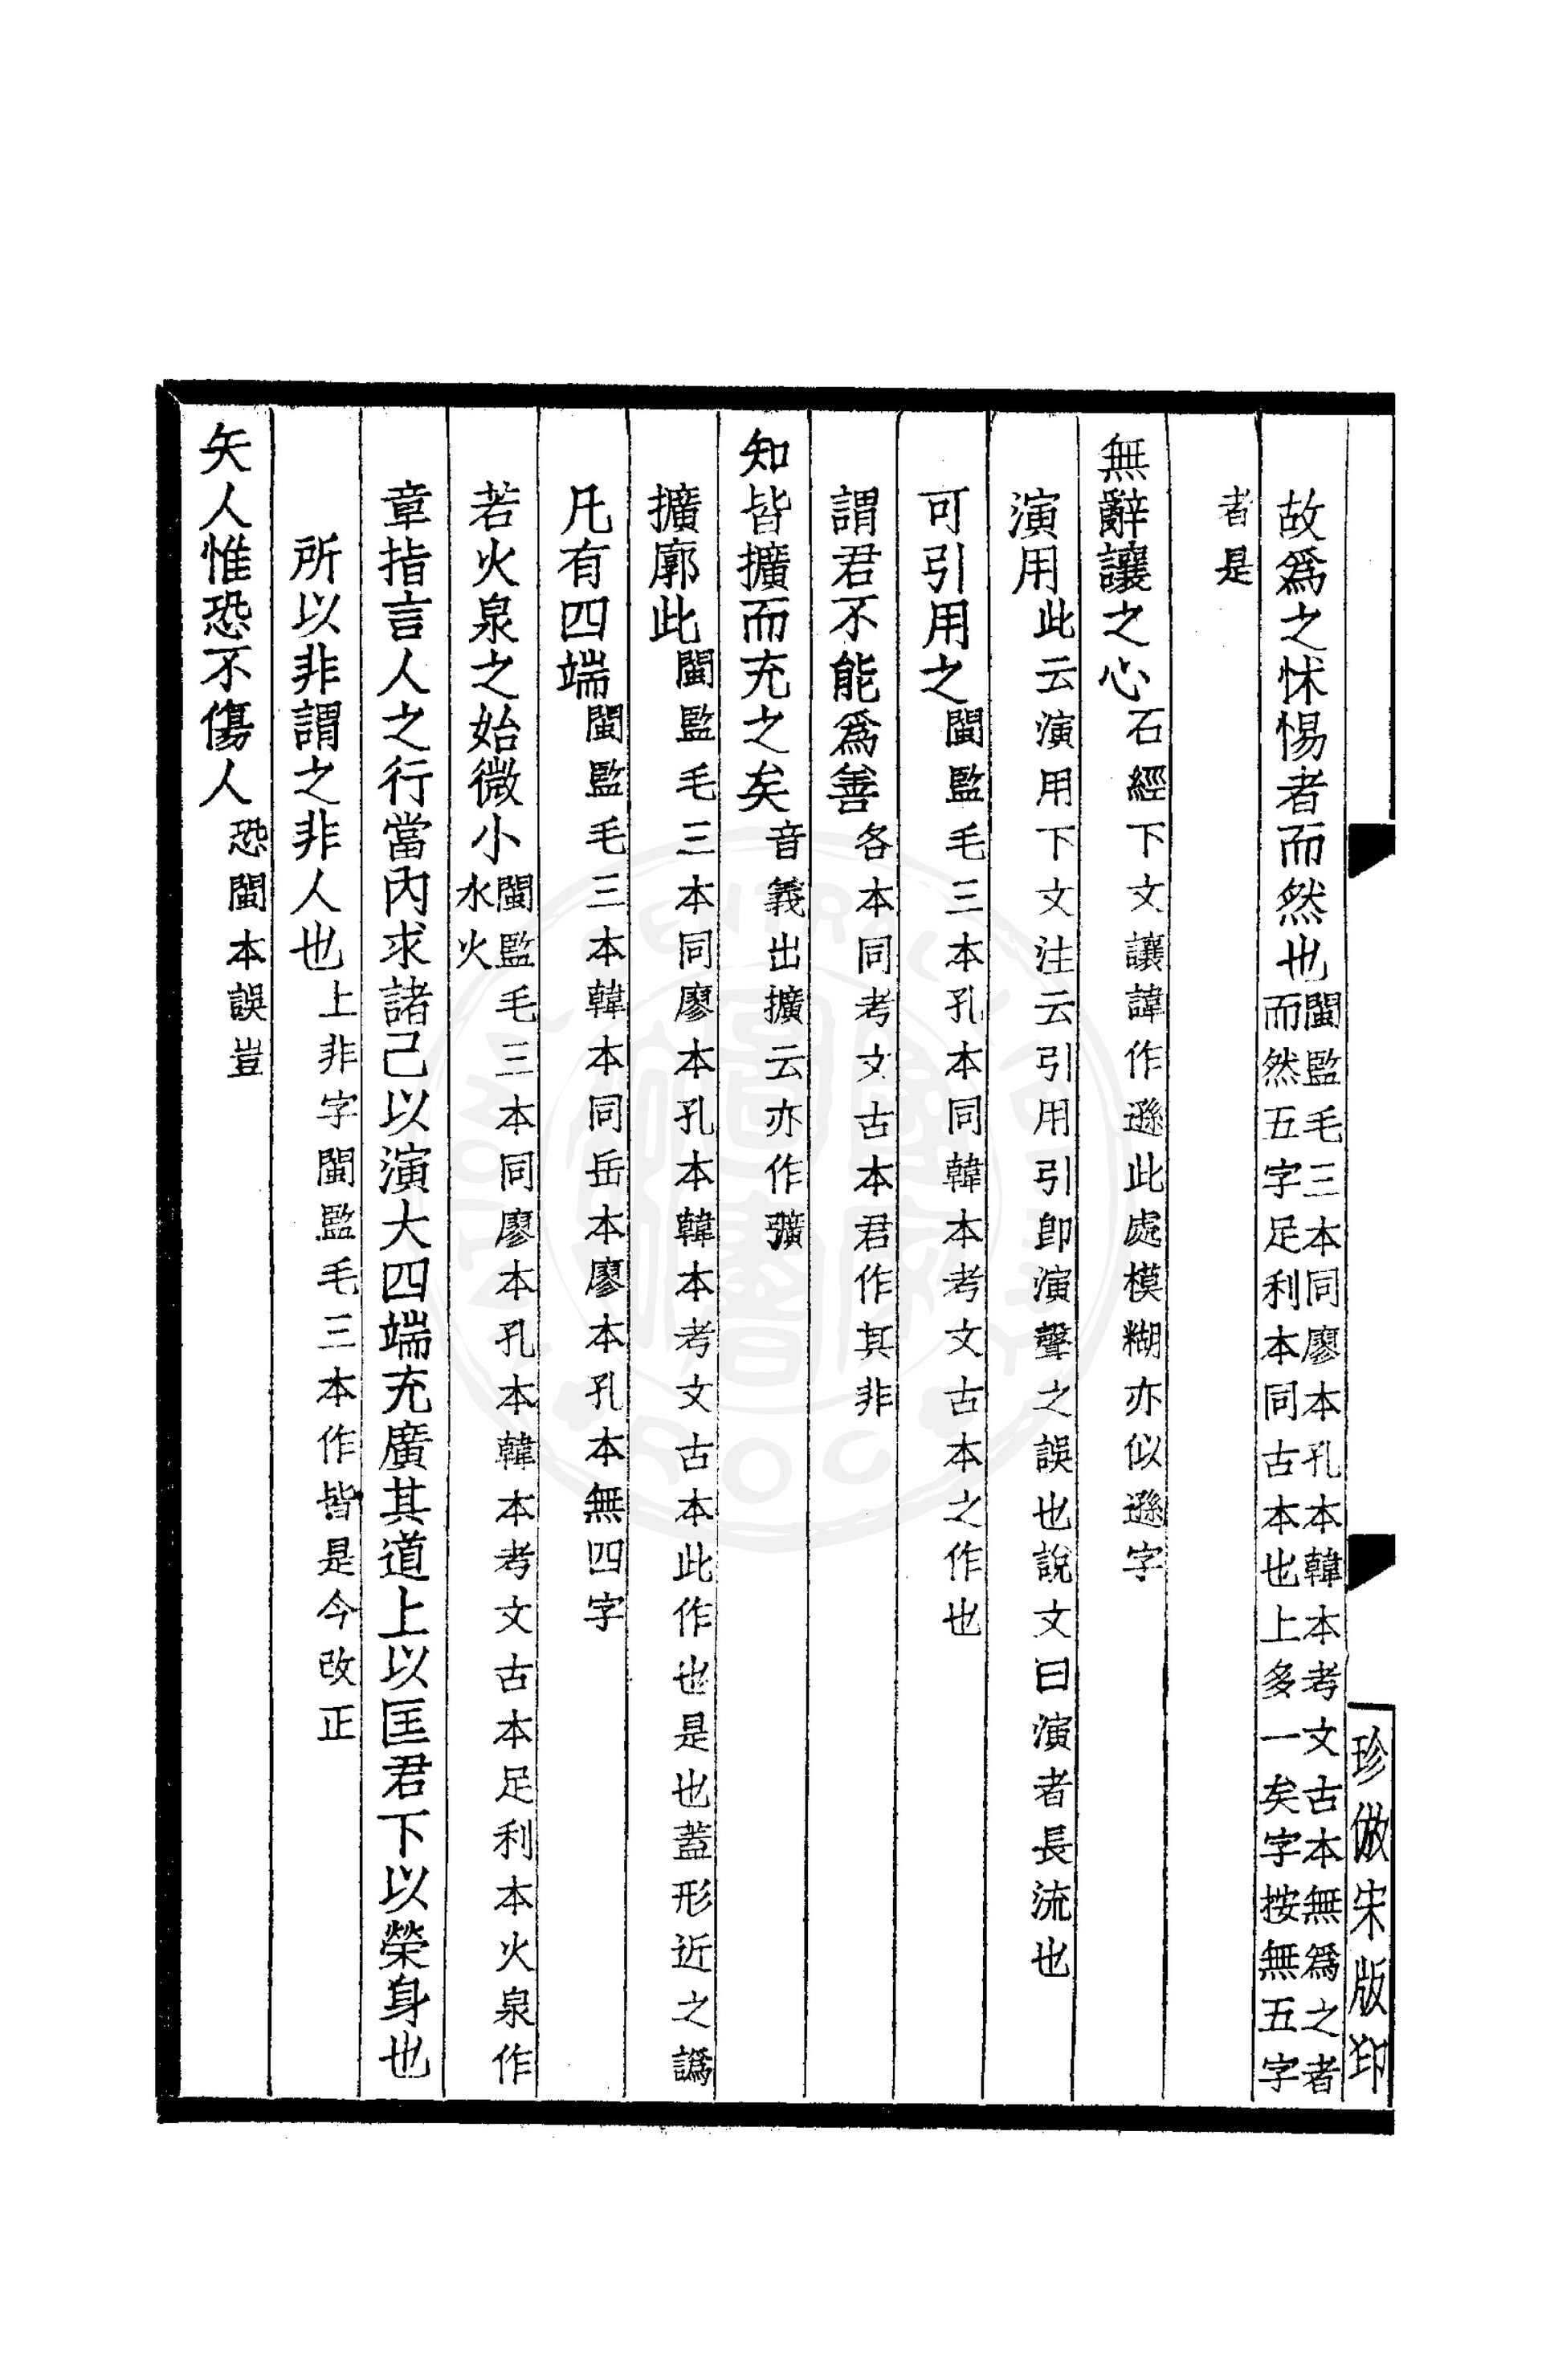 珍倣宋版印
故爲之怵惕者而然也閩監毛三本同廖本孔本韓本考文古本無爲之者
而然五字足利本同古本也上多一矣字按無五字
者是
無辭讓之心石經下文讓諱作遜此處模糊亦似遜字
演用此云演用下文注云引用引卽演聲之誤也說文曰演者長流也
可引用之閩監毛三本孔本同韓本考文古本之作也
謂君不能爲善各本同考文古本君作其非
知皆擴而充之矣音義出擴云亦作彍
擴廓此閩監毛三本同廖本孔本韓本考文古本此作也是也蓋形近之譌
凡有四端閩監毛三本韓本同岳本廖本孔本無四字
若火泉之始微小閩監毛三本同廖本孔本韓本考文古本足利本火泉作
水火
章指言人之行當內求諸己以演大四端充廣其道上以匡君下以榮身也
所以非謂之非人也上非字閩監毛三本作皆是今改正
矢人惟恐不傷人恐閩本誤豈